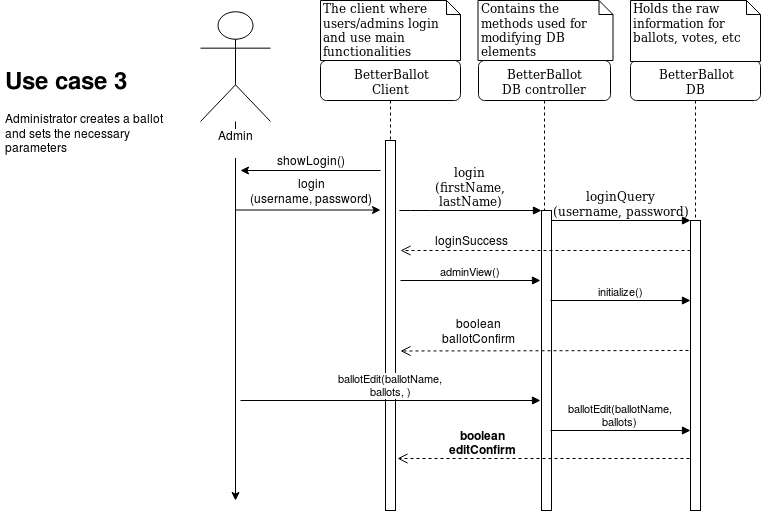 The client where
users/admins login
and use main
functionalities
Contains the
methods used for
modifying DB
elements
Holds the raw
information for
ballots, votes, etc
BetterBallot
Client
BetterBallot
DB controller
BetterBallot
DB
Use case 3
Administrator creates a ballot
and sets the necessary
parameters
Admin
showLogin()
login
(username, password)
login
(firstName,
lastName)
loginQuery
(username, password)
loginSuccess
adminView()
initialize()
boolean
ballotConfirm
ballotEdit(ballotName,
ballots, )
ballotEdit(ballotName,
ballots)
boolean
editConfirm